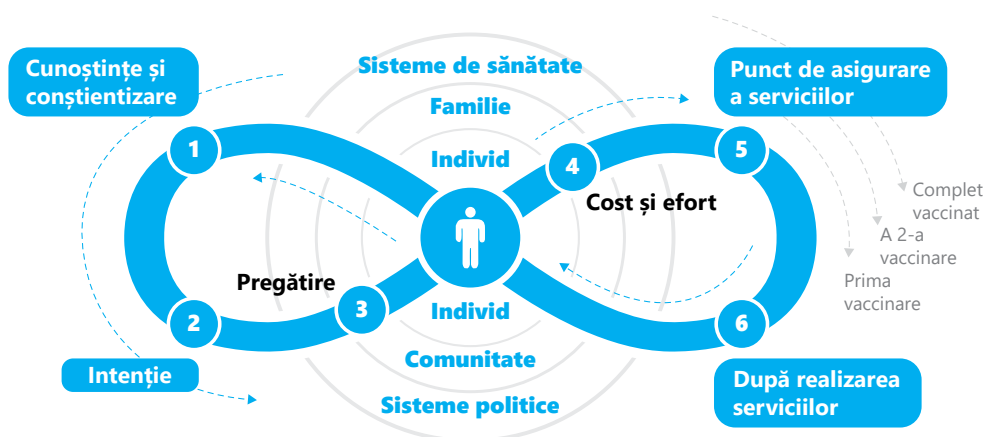 Cunoștințe și
conștientizare
Sisteme de sănătate
Familie
Individ
Punct de asigurare
a serviciilor
1
4
5
Cost și efort
Complet
vaccinat
A 2-a
vaccinare
Prima
vaccinare
Pregătire
2
3
6
Individ
Comunitate
Sisteme politice
Intenție
După realizarea
serviciilor